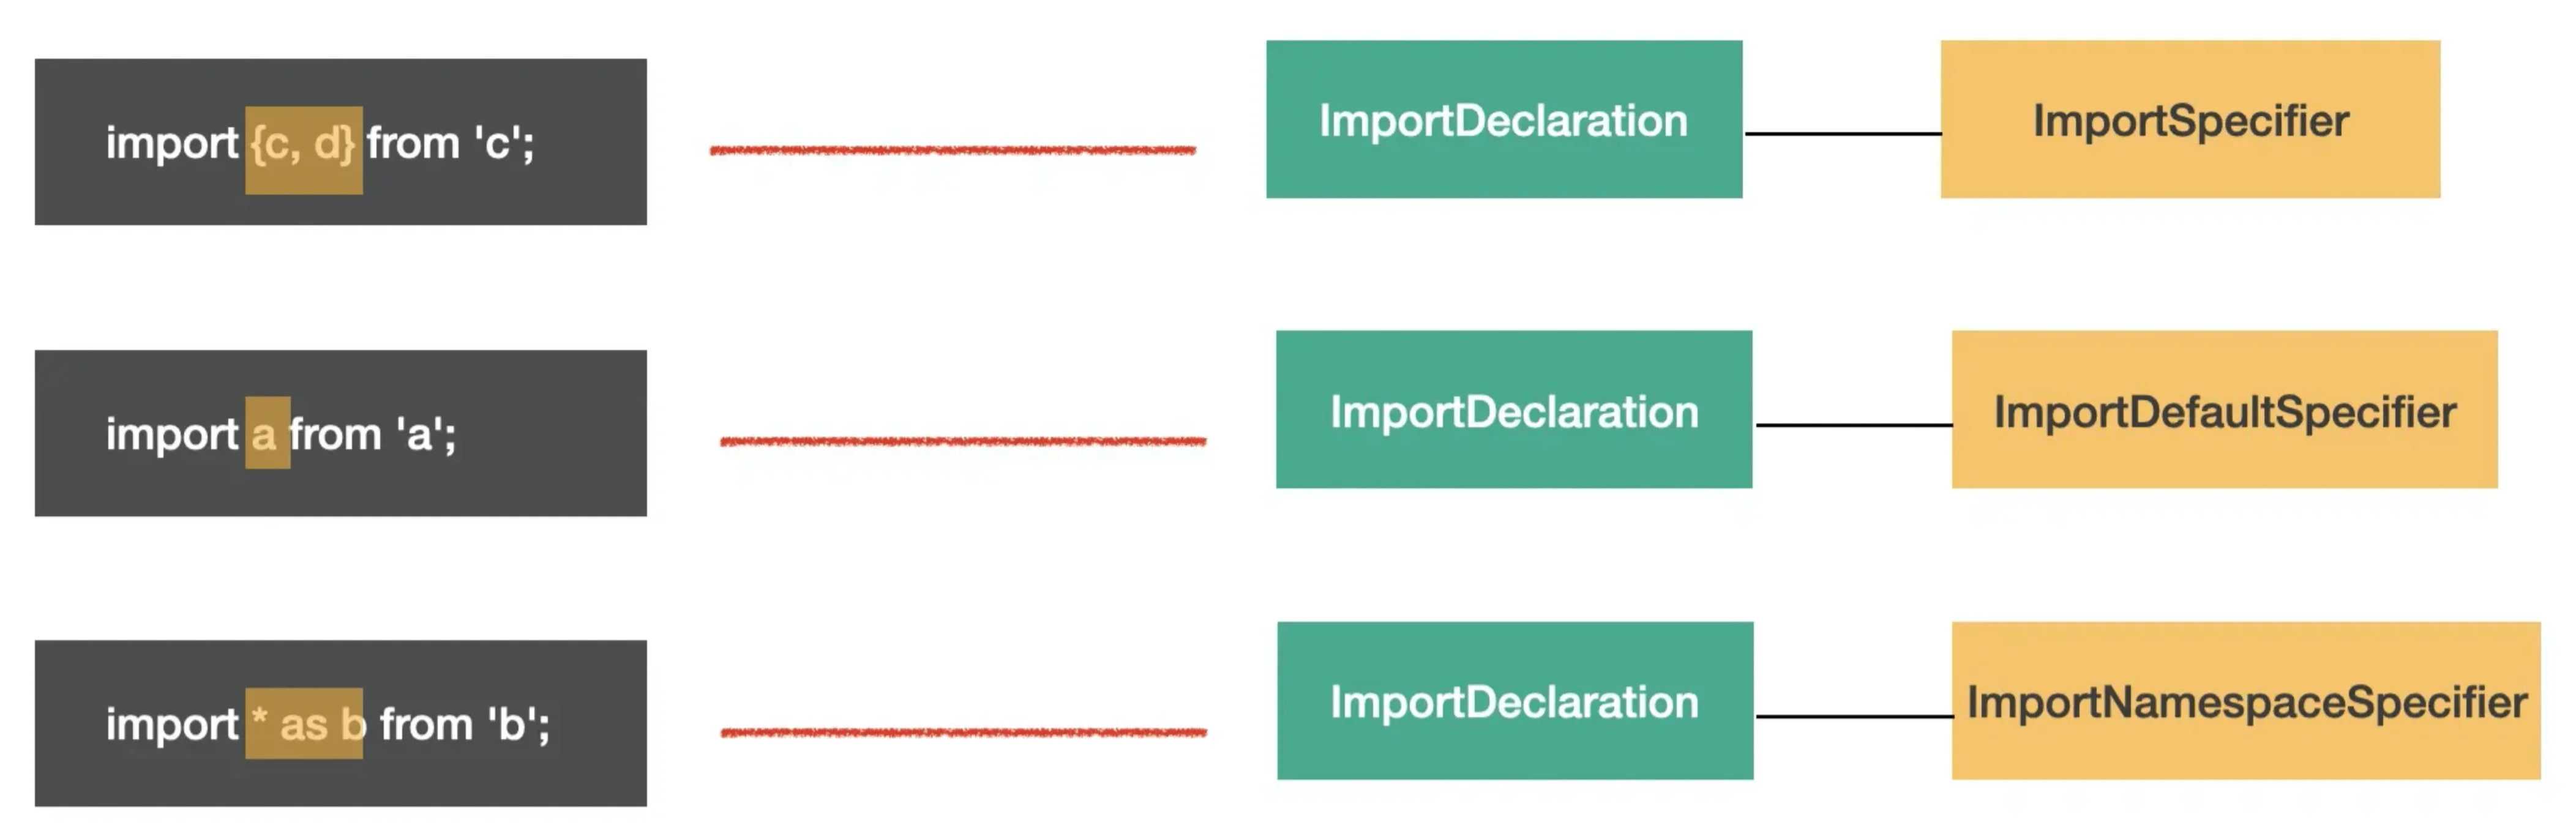 import {c, d} from 'c';
ImportDeclaration
ImportSpecifier
import a from 'a';
ImportDeclaration
ImportDefaultSpecifier
import * as b from 'b';
ImportDeclaration
ImportNamespaceSpecifier